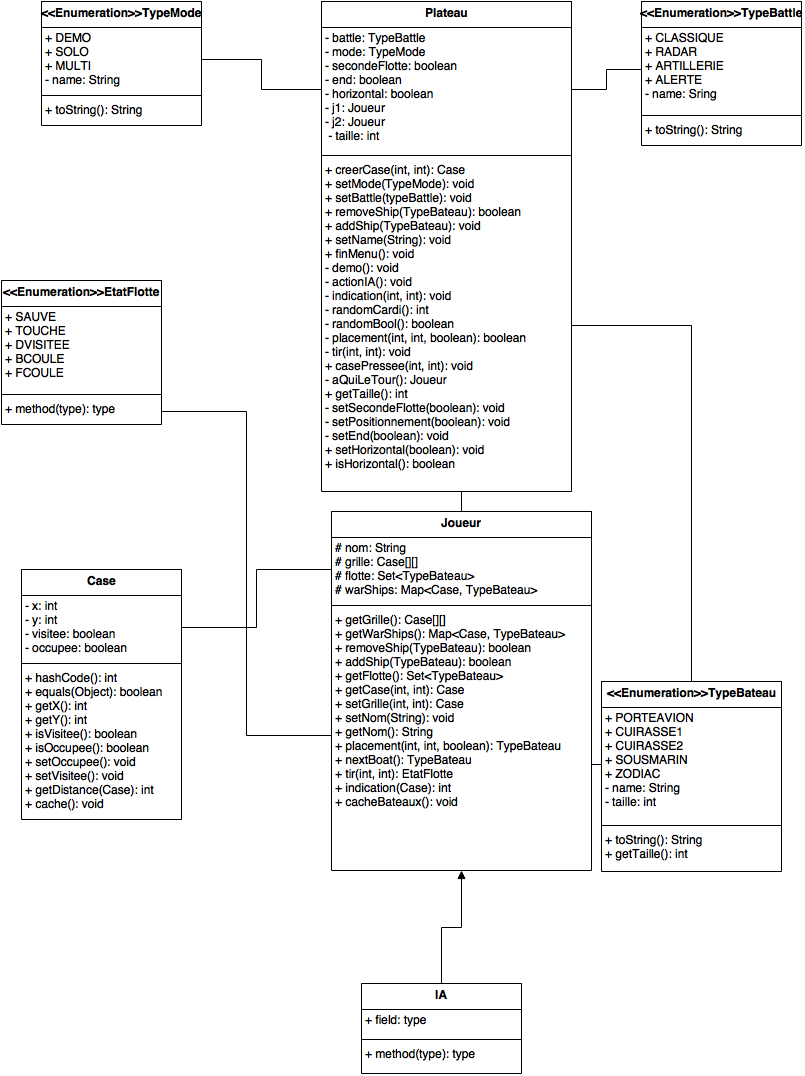 <<Enumeration>>TypeMode
+ DEMO
+ SOLO
+ MULTI
- name: String
+ toString(): String
Plateau
- battle: TypeBattle
- mode: TypeMode
- secondeFlotte: boolean
- end: boolean
- horizontal: boolean
- j1: Joueur
- j2: Joueur
- taille: int
+ creerCase(int, int): Case
+ setMode(TypeMode): void
+ setBattle(typeBattle): void
+ removeShip(TypeBateau): boolean
+ addShip(TypeBateau): void
+ setName(String): void
+ finMenu(): void
- demo(): void
- actionIA(): void
- indication(int, int): void
- randomCardi(): int
- randomBool(): boolean
- placement(int, int, boolean): boolean
- tir(int, int): void
+ casePressee(int, int): void
- aQuiLeTour(): Joueur
+ getTaille(): int
- setSecondeFlotte(boolean): void
- setPositionnement(boolean): void
- setEnd(boolean): void
+ setHorizontal(boolean): void
+ isHorizontal(): boolean
<<Enumeration>>TypeBattle
+ CLASSIQUE
+ RADAR
+ ARTILLERIE
+ ALERTE
- name: Sring
+ toString(): String
<<Enumeration>>EtatFlotte
+ SAUVE
+ TOUCHE
+ DVISITEE
+ BCOULE
+ FCOULE
+ method(type): type
Joueur
# nom: String
# grille: Case[][]
# flotte: Set<TypeBateau>
# warShips: Map<Case, TypeBateau>
+ getGrille(): Case[][]
+ getWarShips(): Map<Case, TypeBateau>
+ removeShip(TypeBateau): boolean
+ addShip(TypeBateau): boolean
+ getFlotte(): Set<TypeBateau>
+ getCase(int, int): Case
+ setGrille(int, int): Case
+ setNom(String): void
+ getNom(): String
+ placement(int, int, boolean): TypeBateau
+ nextBoat(): TypeBateau
+ tir(int, int): EtatFlotte
+ indication(Case): int
+ cacheBateaux(): void
Case
- x: int
- y: int
- visitee: boolean
- occupee: boolean
+ hashCode(): int
+ equals(Object): boolean
+ getX(): int
+ getY(): int
+ isVisitee(): boolean
+ isOccupee(): boolean
+ setOccupee(): void
+ setVisitee(): void
+ getDistance(Case): int
+ cache(): void
<<Enumeration>>TypeBateau
+ PORTEAVION
+ CUIRASSE1
+ CUIRASSE2
+ SOUSMARIN
+ ZODIAC
- name: String
- taille: int
+ toString(): String
+ getTaille(): int
IA
+ field: type
+ method(type): type